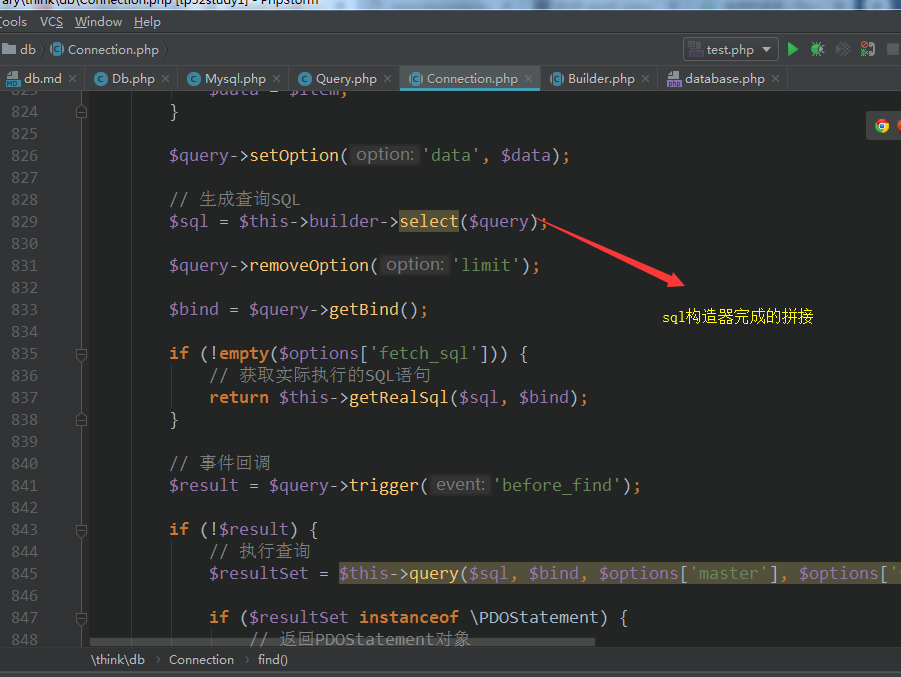 ary\think\db\Connection.php [tp52study1] - PhpStorm
ools VCS Window Help
db Connection.php test.php
db.md Db.php Mysql.php Query.php Connection.php Builder.php database.php
823 $data = $item;
824 }
825
826 $query->setOption( option: 'data', $data);
827
828 // 生成查询SQL
829 $sql = $this->builder->select($query);
830
831 $query->removeOption( option: 'limit');
832
sql构造器完成的拼接
833 $bind = $query->getBind();
834
835 if (!empty($options['fetch_sql'])) {
836 // 获取实际执行的SQL语句
837 return $this->getRealSql($sql, $bind);
838 }
839
840 // 事件回调
841 $result = $query->trigger( event: 'before_find');
842
843 if (!$result) {
844 // 执行查询
845 $resultSet = $this->query($sql, $bind, $options['master'], $options['
846
847 if ($resultSet instanceof \PDOStatement) {
848 // 返回PDOStatement对象
\think\db › Connection › find()